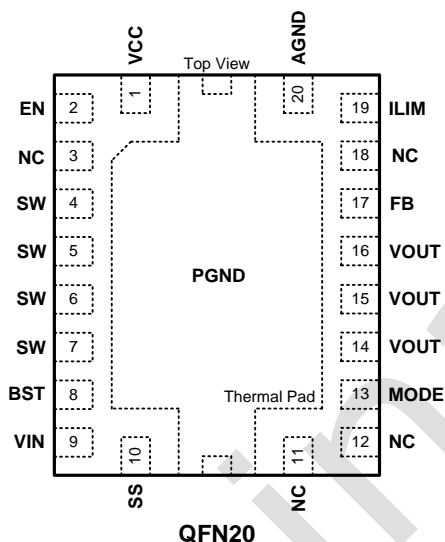 VCC
AGND
Top View
1
20
EN 2
19 ILIM
NC 3
18 NC
SW 4
17 FB
SW 5
16 VOUT
PGND
SW 6
15 VOUT
SW 7
14 VOUT
BST 8
Thermal Pad
13 MODE
VIN 9
12 NC
10
11
SS
NC
QFN20